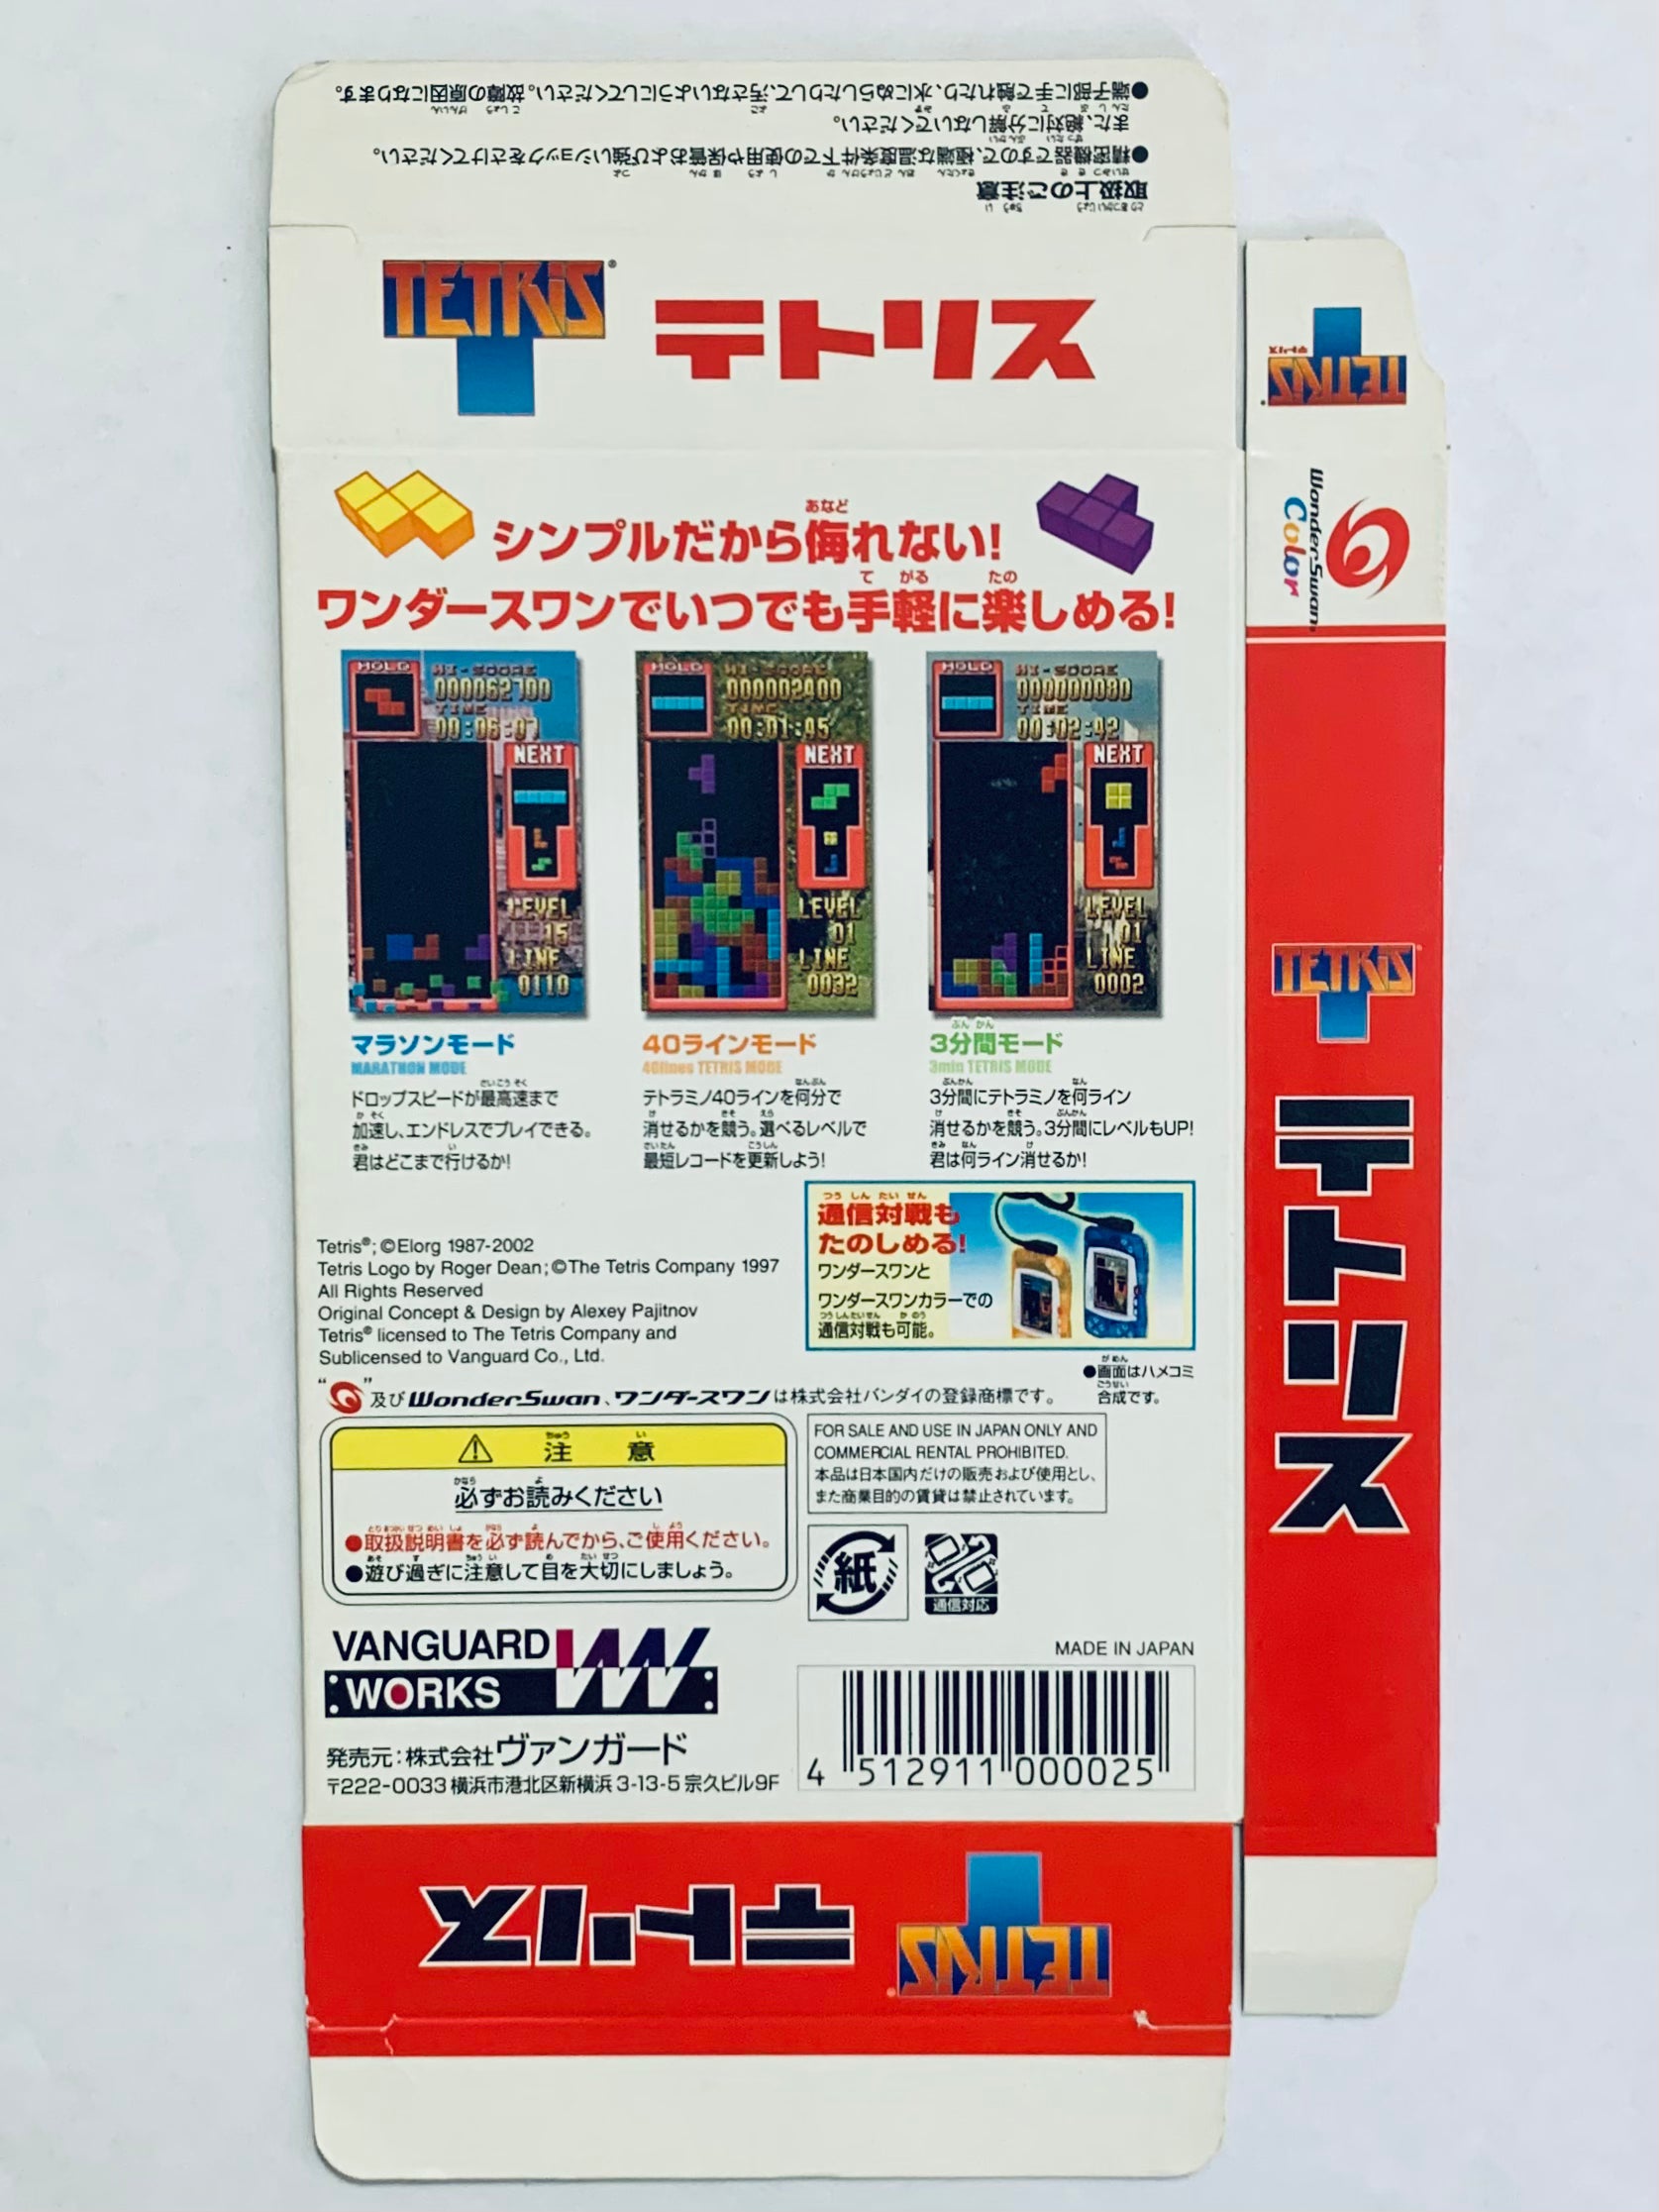 取扱上のご注意
●精密機器ですので、極端な温度条件下での使用や保管および強いショックをさけてください。
また、絶対に分解しないでください。
●端子部に手で触れたり、水にぬらしたりして、汚さないようにしてください。故障の原因になります。
TETRiS®
テトリス
シンプルだから侮れない!
ワンダースワンでいつでも手軽に楽しめる!
HOLD
HI-SCORE
000062700
TIME
00:06:07
NEXT
LEVEL
15
LINE
0110
HOLD
HI-SCORE
000002400
TIME
00:01:45
NEXT
LEVEL
01
LINE
0032
HOLD
HI-SCORE
000000080
TIME
00:02:42
NEXT
LEVEL
01
LINE
0002
マラソンモード
MARATHON MODE
ドロップスピードが最高速まで
加速し、エンドレスでプレイできる。
君はどこまで行けるか!
40ラインモード
40lines TETRIS MODE
テトラミノ40ラインを何分で
消せるかを競う。選べるレベルで
最短レコードを更新しよう!
3分間モード
3min TETRIS MODE
3分間にテトラミノを何ライン
消せるかを競う。3分間にレベルもUP!
君は何ライン消せるか!
通信対戦も
たのしめる!
ワンダースワンと
ワンダースワンカラーでの
通信対戦も可能。
●画面はハメコミ
合成です。
Tetris®; ©Elorg 1987-2002
Tetris Logo by Roger Dean; ©The Tetris Company 1997
All Rights Reserved
Original Concept & Design by Alexey Pajitnov
Tetris® licensed to The Tetris Company and
Sublicensed to Vanguard Co., Ltd.
“ ”及びWonderSwan、ワンダースワンは株式会社バンダイの登録商標です。
注意
必ずお読みください
●取扱説明書を必ず読んでから、ご使用ください。
●遊び過ぎに注意して目を大切にしましょう。
FOR SALE AND USE IN JAPAN ONLY AND
COMMERCIAL RENTAL PROHIBITED.
本品は日本国内だけの販売および使用とし、
また商業目的の賃貸は禁止されています。
紙
通信対応
VANGUARD
WORKS
発売元:株式会社ヴァンガード
〒222-0033 横浜市港北区新横浜3-13-5 宗久ビル9F
MADE IN JAPAN
4 512911 000025
TETRiS
テトリス
TETRiS
テトリス
WonderSwan
Color
TETRiS
テトリス